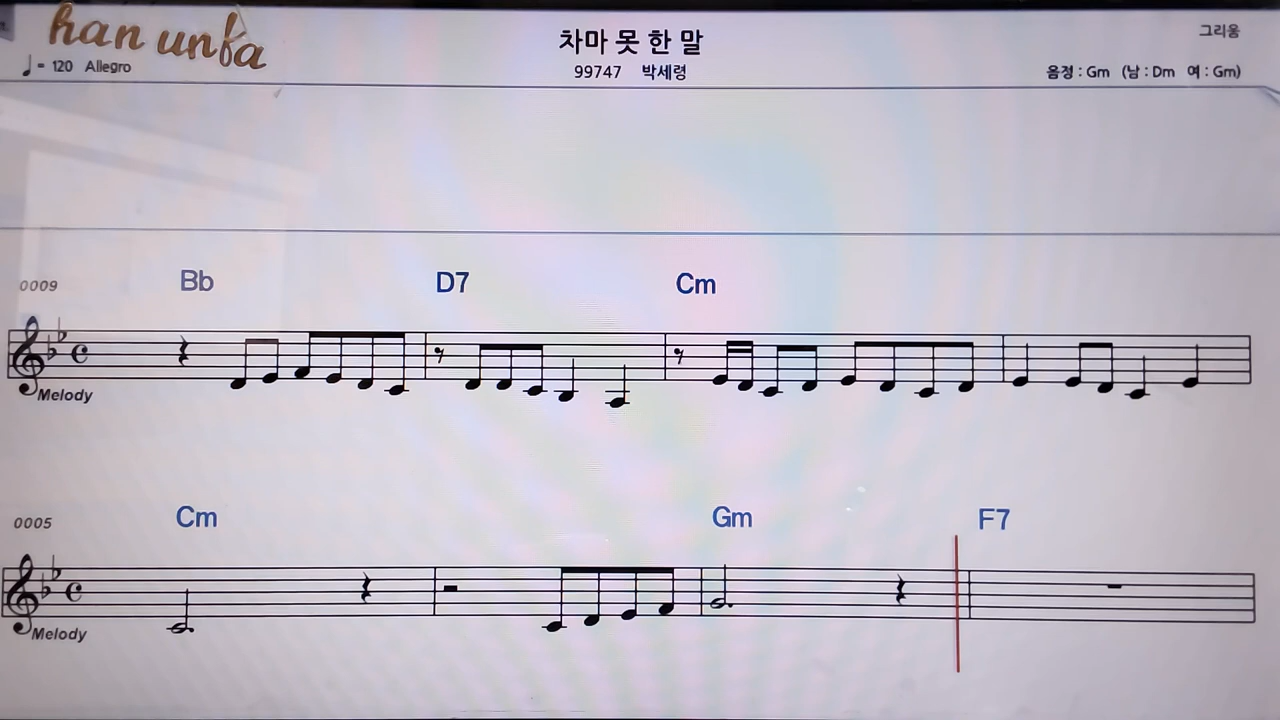 han unba
차마 못 한 말
그리움
♩= 120 Allegro
99747 박세령
음정 : Gm (남 : Dm 여 : Gm)
0009
Bb D7 Cm
Melody
0005
Cm Gm F7
Melody